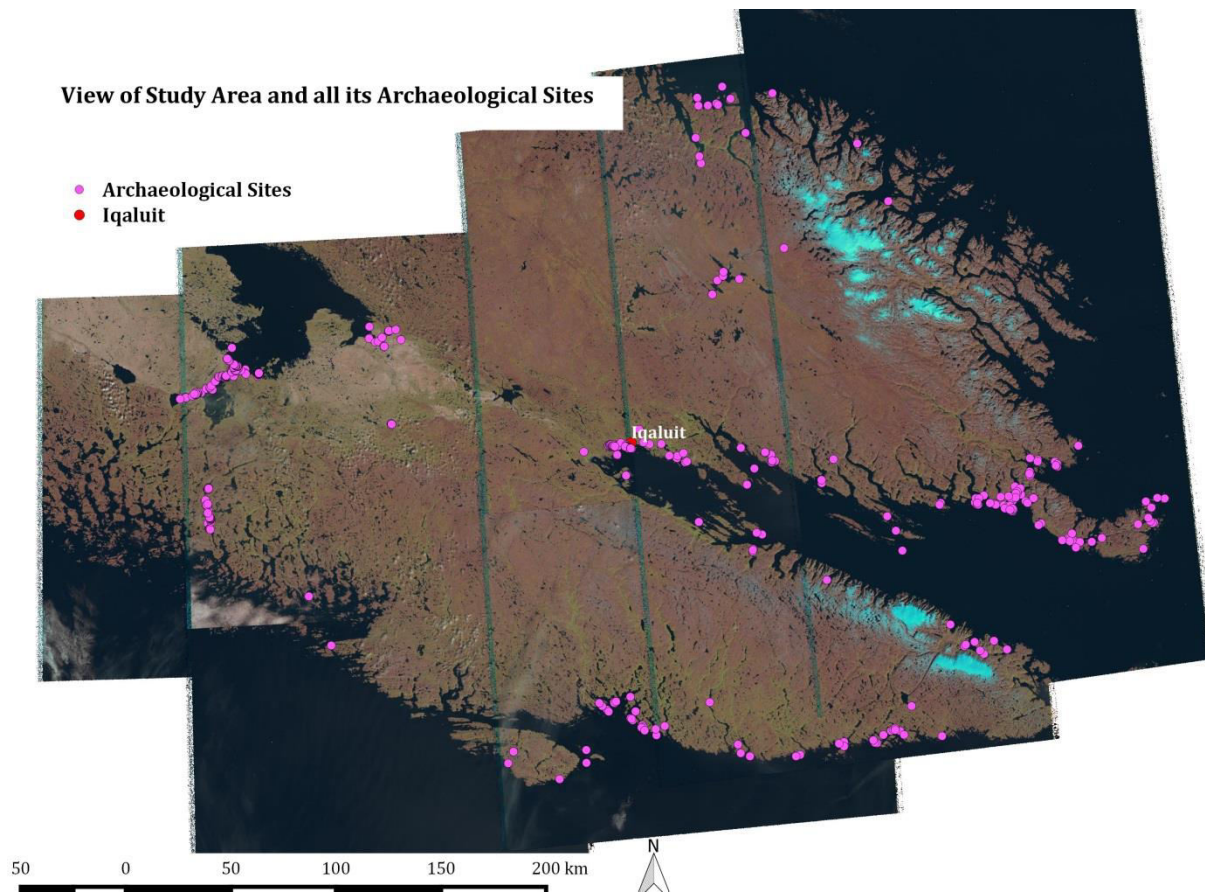 View of Study Area and all its Archaeological Sites
Archaeological Sites
Iqaluit
Iqaluit
N
50 0 50 100 150 200 km